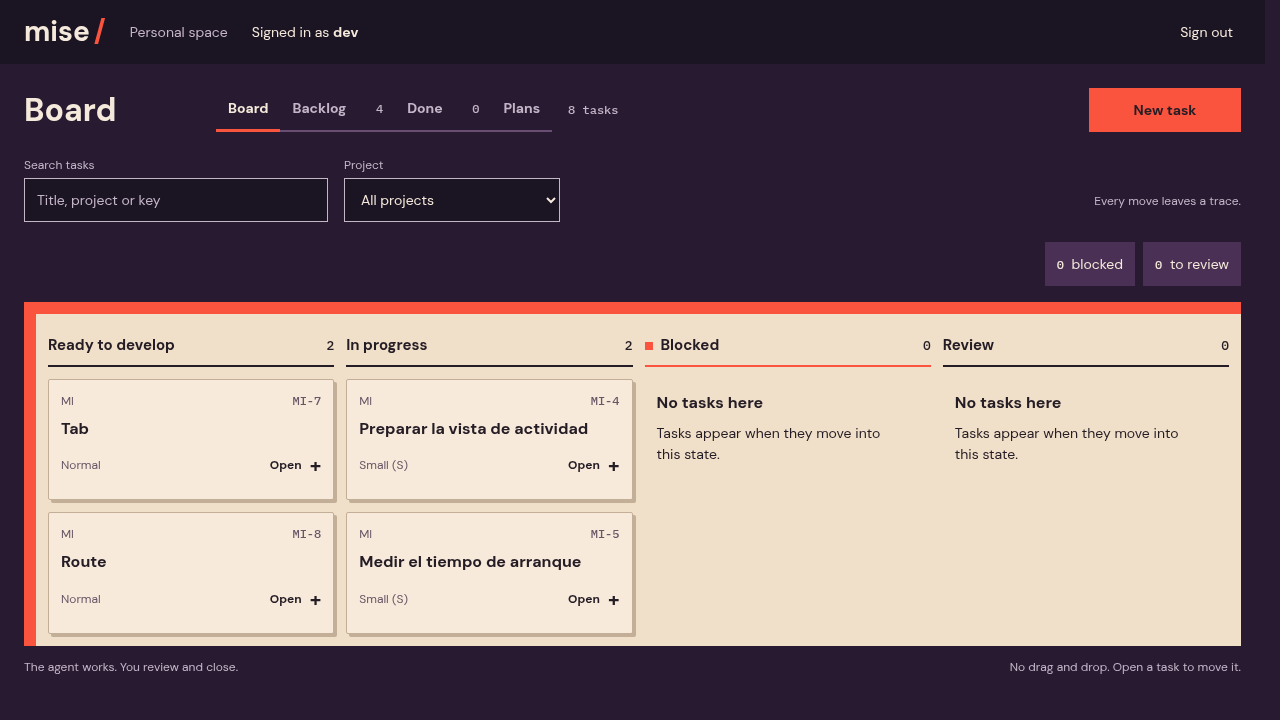 mise/ Personal space Signed in as dev Sign out
Board Board Backlog 4 Done 0 Plans 8 tasks New task
Search tasks Project
Title, project or key All projects Every move leaves a trace.
0 blocked 0 to review
Ready to develop 2 In progress 2 Blocked 0 Review 0
MI MI-7 MI MI-4 No tasks here No tasks here
Tab Preparar la vista de actividad Tasks appear when they move into Tasks appear when they move into
this state. this state.
Normal Open + Small (S) Open +
MI MI-8 MI MI-5
Route Medir el tiempo de arranque
Normal Open + Small (S) Open +
The agent works. You review and close. No drag and drop. Open a task to move it.